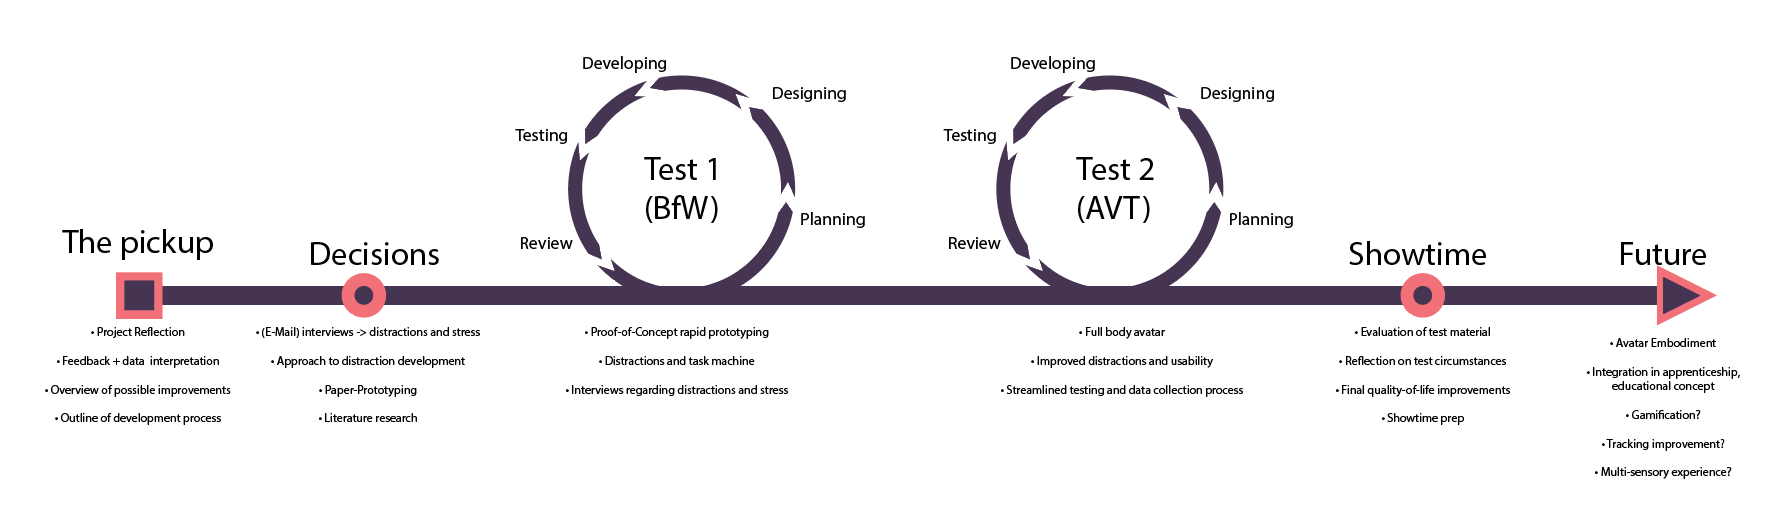 The pickup
• Project Reflection
• Feedback + data  interpretation
• Overview of possible improvements
• Outline of development process
Decisions
• (E-Mail) interviews -> distractions and stress
• Approach to distraction development
• Paper-Prototyping
• Literature research
Developing
Designing
Testing
Test 1
(BfW)
Planning
Review
• Proof-of-Concept rapid prototyping
• Distractions and task machine
• Interviews regarding distractions and stress
Developing
Designing
Testing
Test 2
(AVT)
Planning
Review
• Full body avatar
• Improved distractions and usability
• Streamlined testing and data collection process
Showtime
• Evaluation of test material
• Reflection on test circumstances
• Final quality-of-life improvements
• Showtime prep
Future
• Avatar Embodiment
• Integration in apprenticeship,
educational concept
• Gamification?
• Tracking improvement?
• Multi-sensory experience?